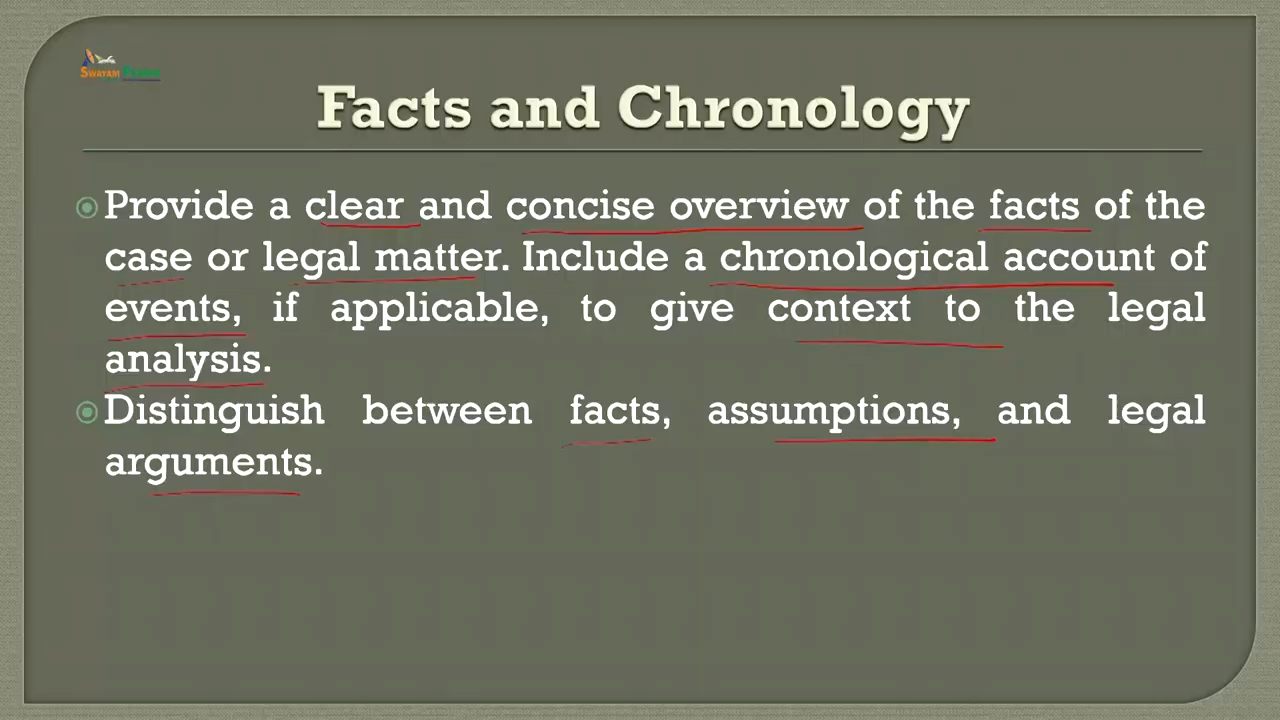 SWAYAM PRABHA
Facts and Chronology
Provide a clear and concise overview of the facts of the
case or legal matter. Include a chronological account of
events, if applicable, to give context to the legal
analysis.
Distinguish between facts, assumptions, and legal
arguments.